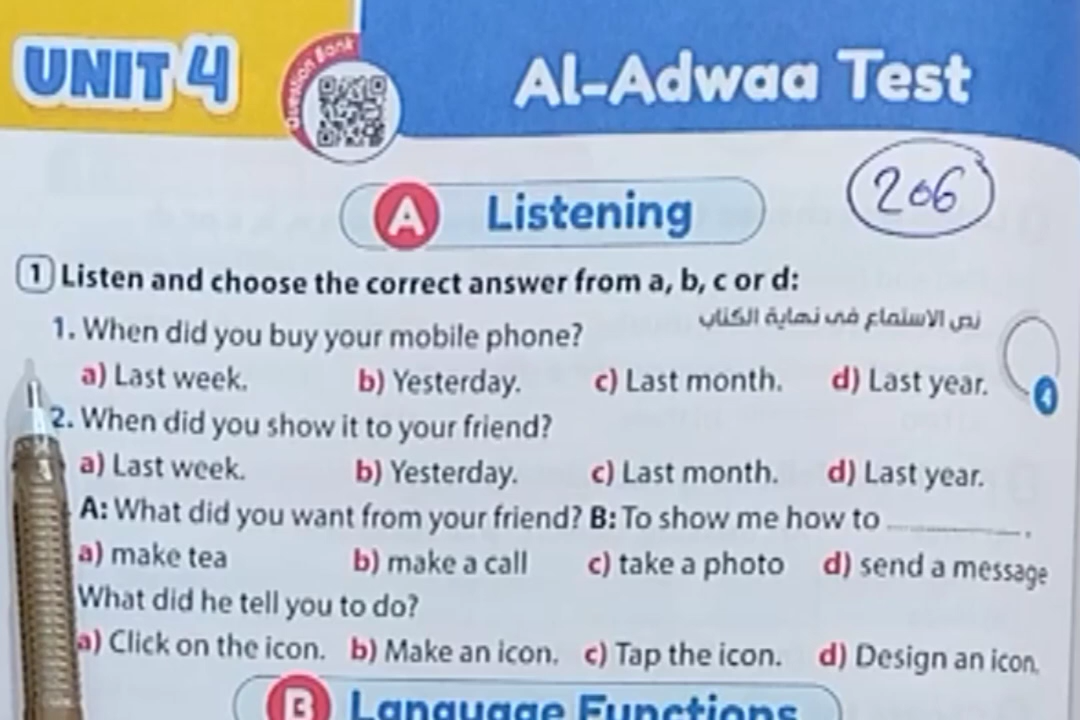 UNIT 4
Question Bank
Al-Adwaa Test
206
A Listening
1 Listen and choose the correct answer from a, b, c or d:
نص الاستماع في نهاية الكتاب
1. When did you buy your mobile phone?
a) Last week. b) Yesterday. c) Last month. d) Last year.
4
2. When did you show it to your friend?
a) Last week. b) Yesterday. c) Last month. d) Last year.
A: What did you want from your friend? B: To show me how to ________.
a) make tea b) make a call c) take a photo d) send a message
What did he tell you to do?
a) Click on the icon. b) Make an icon. c) Tap the icon. d) Design an icon.
B Language Functions